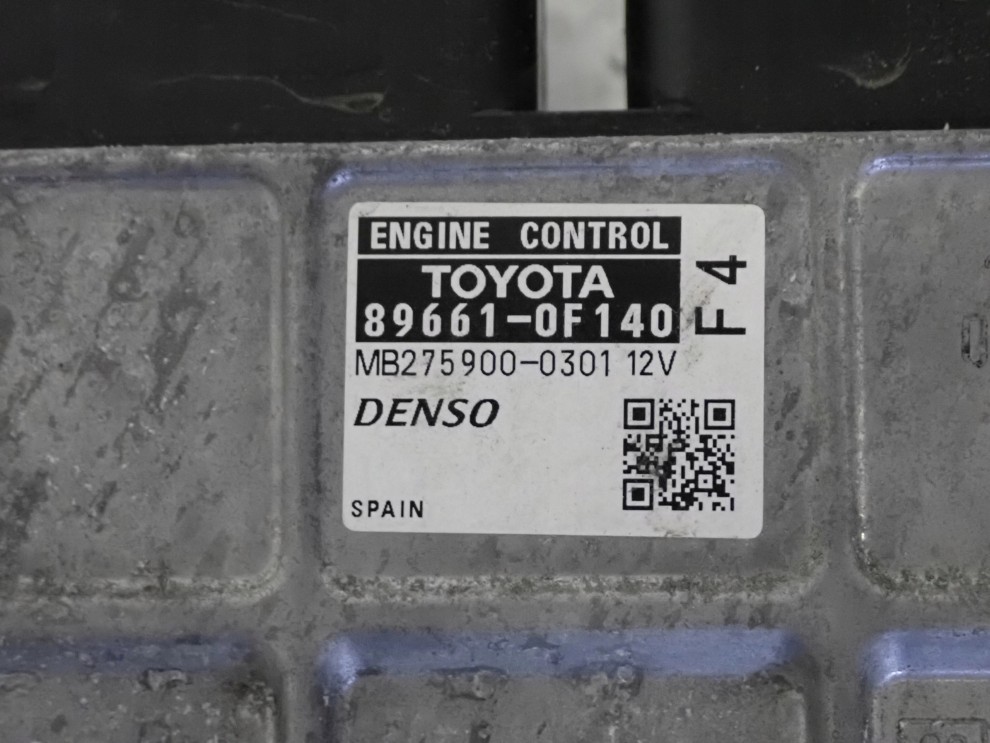 ENGINE CONTROL
TOYOTA
89661-0F140
F4
MB275900-0301 12V
DENSO
SPAIN